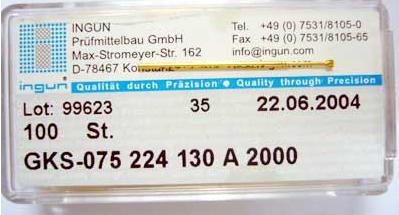 INGUN
Prüfmittelbau GmbH
Max-Stromeyer-Str. 162
D-78467
Tel. +49 (0) 7531/8105-0
Fax +49 (0) 7531/8105-65
info@ingun.com
ingun
Qualität durch Präzision • Quality through Precision
Lot: 99623 35 22.06.2004
100 St.
GKS-075 224 130 A 2000